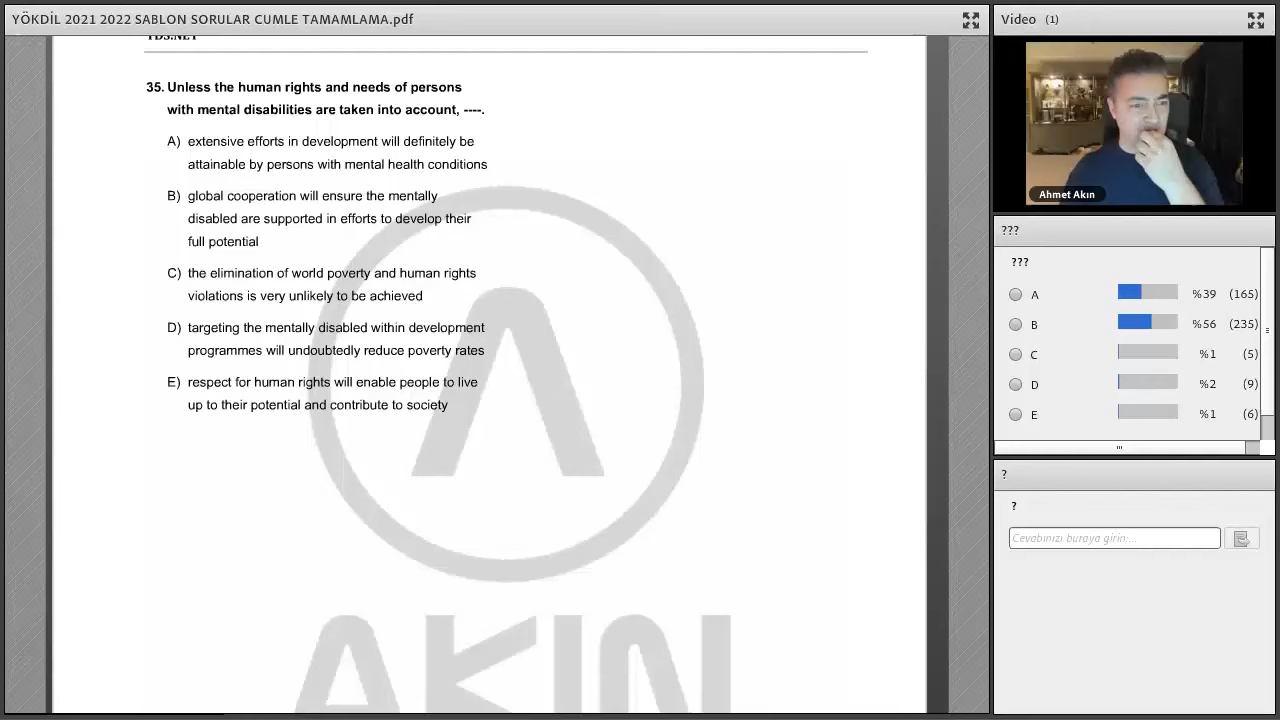 YÖKDİL 2021 2022 SABLON SORULAR CUMLE TAMAMLAMA.pdf
YDS.NET
35. Unless the human rights and needs of persons
with mental disabilities are taken into account, ----.
A) extensive efforts in development will definitely be
attainable by persons with mental health conditions
B) global cooperation will ensure the mentally
disabled are supported in efforts to develop their
full potential
C) the elimination of world poverty and human rights
violations is very unlikely to be achieved
D) targeting the mentally disabled within development
programmes will undoubtedly reduce poverty rates
E) respect for human rights will enable people to live
up to their potential and contribute to society
AKIN
Video (1)
Ahmet Akın
???
???
A %39 (165)
B %56 (235)
C %1 (5)
D %2 (9)
E %1 (6)
?
?
Cevabınızı buraya girin:...